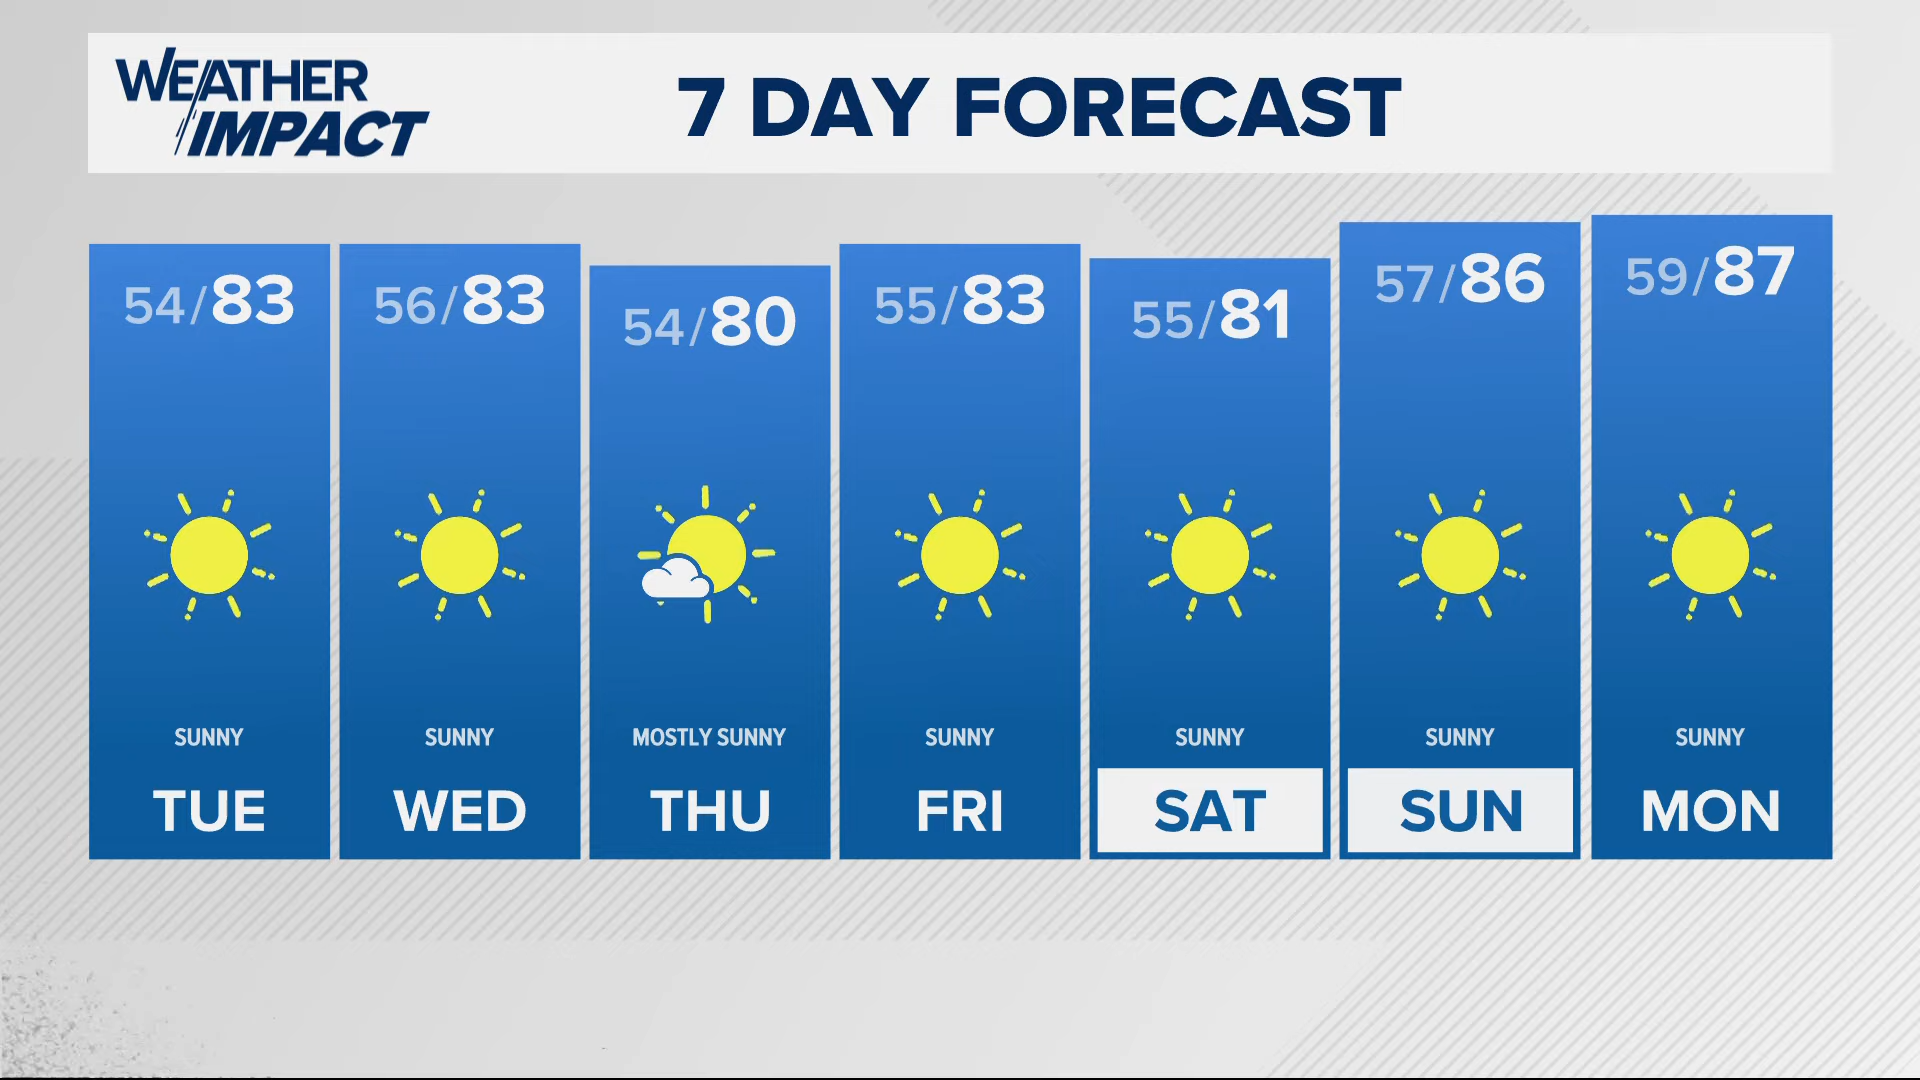 WEATHER
IMPACT
7 DAY FORECAST
54/83
SUNNY
TUE
56/83
SUNNY
WED
54/80
MOSTLY SUNNY
THU
55/83
SUNNY
FRI
55/81
SUNNY
SAT
57/86
SUNNY
SUN
59/87
SUNNY
MON